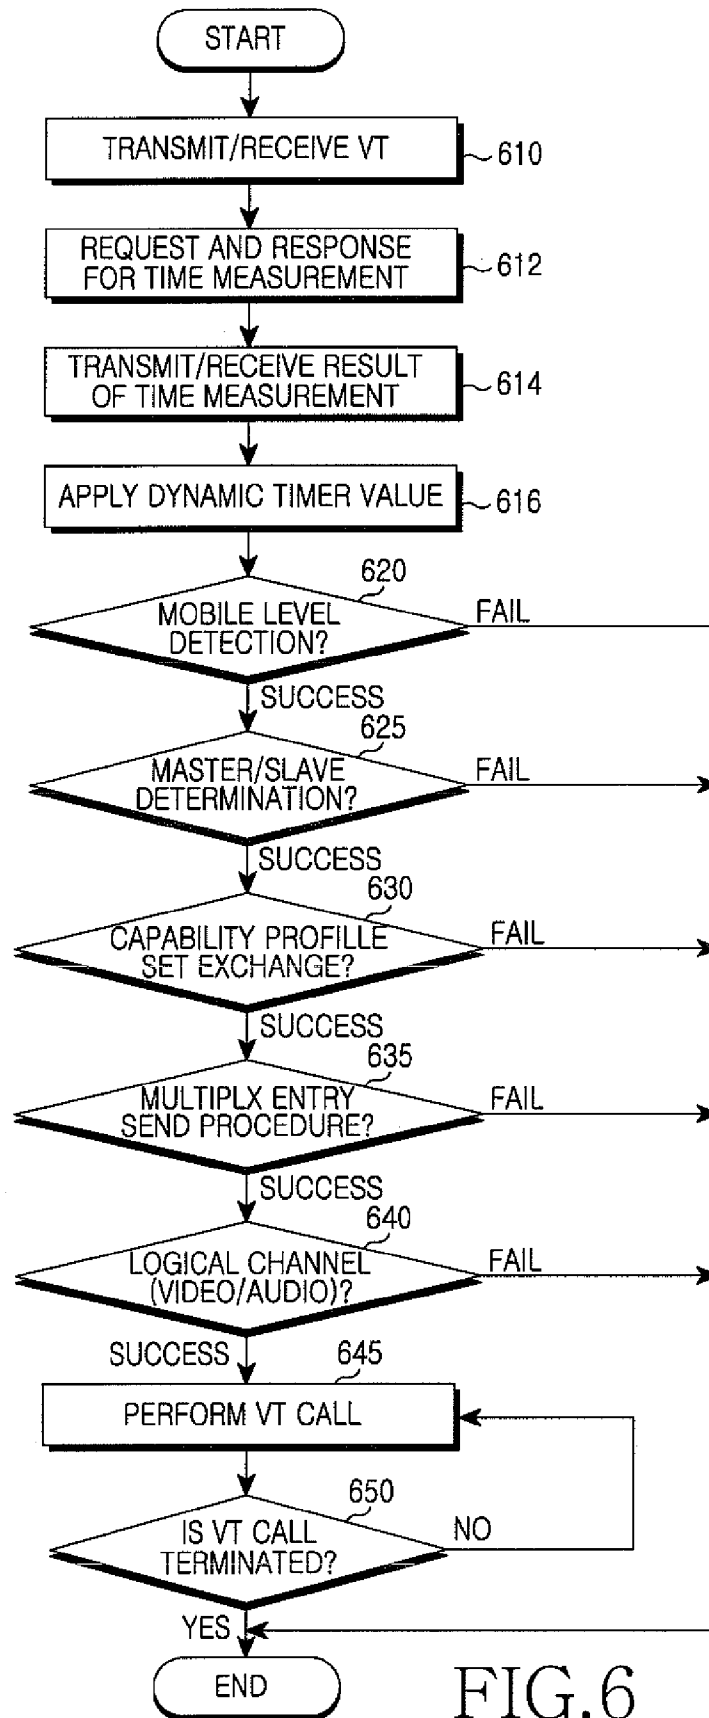 START
TRANSMIT/RECEIVE VT
610
REQUEST AND RESPONSE
FOR TIME MEASUREMENT
612
TRANSMIT/RECEIVE RESULT
OF TIME MEASUREMENT
614
APPLY DYNAMIC TIMER VALUE
616
620
MOBILE LEVEL
DETECTION?
FAIL
SUCCESS
625
MASTER/SLAVE
DETERMINATION?
FAIL
SUCCESS
630
CAPABILITY PROFILLE
SET EXCHANGE?
FAIL
SUCCESS
635
MULTIPLX ENTRY
SEND PROCEDURE?
FAIL
SUCCESS
640
LOGICAL CHANNEL
(VIDEO/AUDIO)?
FAIL
SUCCESS
645
PERFORM VT CALL
650
IS VT CALL
TERMINATED?
NO
YES
END
FIG.6